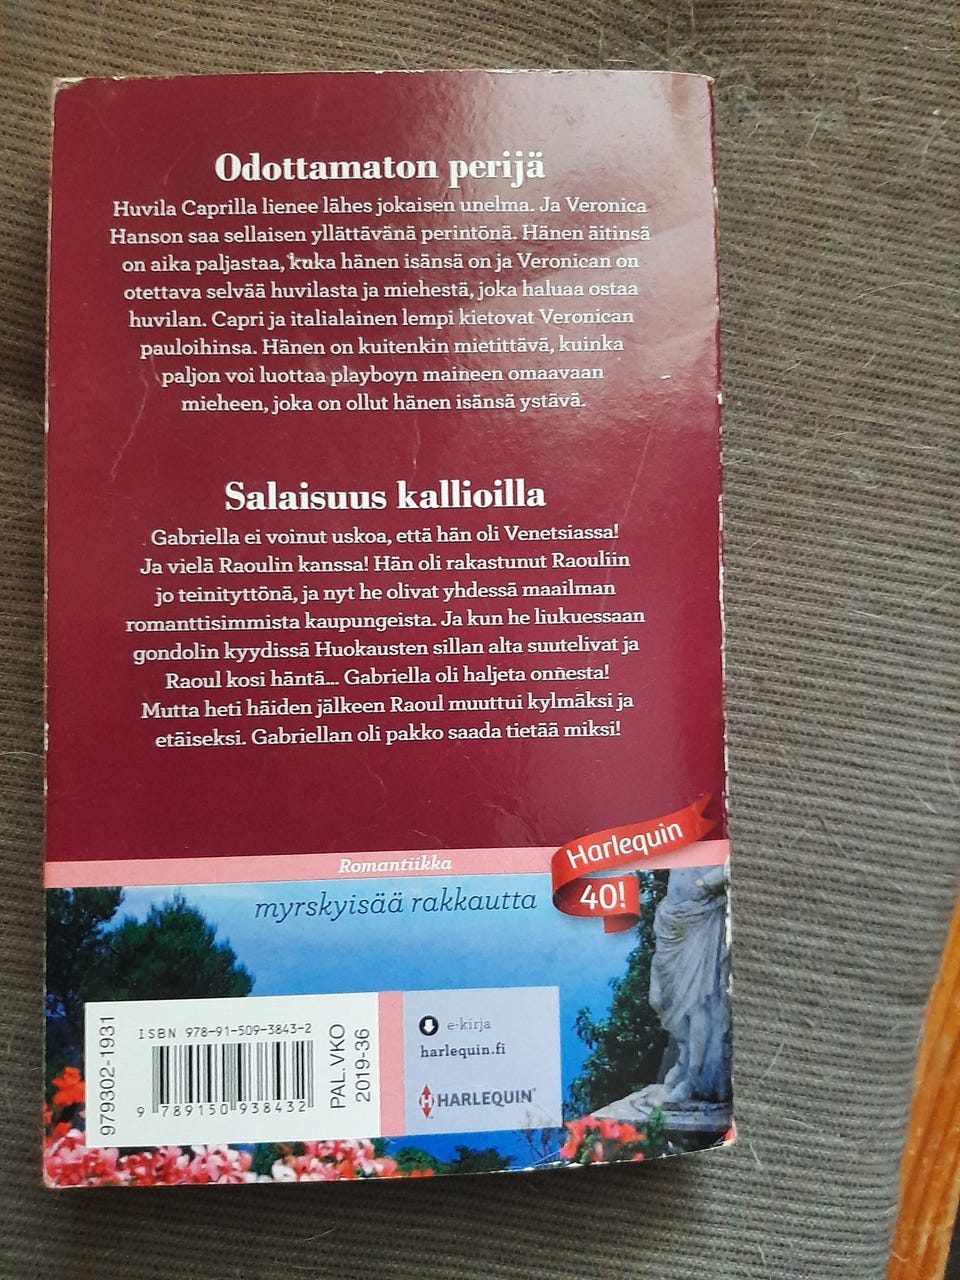 Odottamaton perijä
Huvila Caprilla lienee lähes jokaisen unelma. Ja Veronica
Hanson saa sellaisen yllättävänä perintönä. Hänen äitinsä
on aika paljastaa, kuka hänen isänsä on ja Veronican on
otettava selvää huvilasta ja miehestä, joka haluaa ostaa
huvilan. Capri ja italialainen lempi kietovat Veronican
pauloihinsa. Hänen on kuitenkin mietittävä, kuinka
paljon voi luottaa playboyn maineen omaavaan
mieheen, joka on ollut hänen isänsä ystävä.
Salaisuus kallioilla
Gabriella ei voinut uskoa, että hän oli Venetsiassa!
Ja vielä Raoulin kanssa! Hän oli rakastunut Raouliin
jo teinityttönä, ja nyt he olivat yhdessä maailman
romanttisimmista kaupungeista. Ja kun he liukuessaan
gondolin kyydissä Huokausten sillan alta suutelivat ja
Raoul kosi häntä... Gabriella oli haljeta onnesta!
Mutta heti häiden jälkeen Raoul muuttui kylmäksi ja
etäiseksi. Gabriellan oli pakko saada tietää miksi!
Romantiikka
Harlequin
40!
myrskyisää rakkautta
979302-1931
ISBN 978-91-509-3843-2
9 789150 938432
PAL.VKO
2019-36
e-kirja
harlequin.fi
HARLEQUIN®